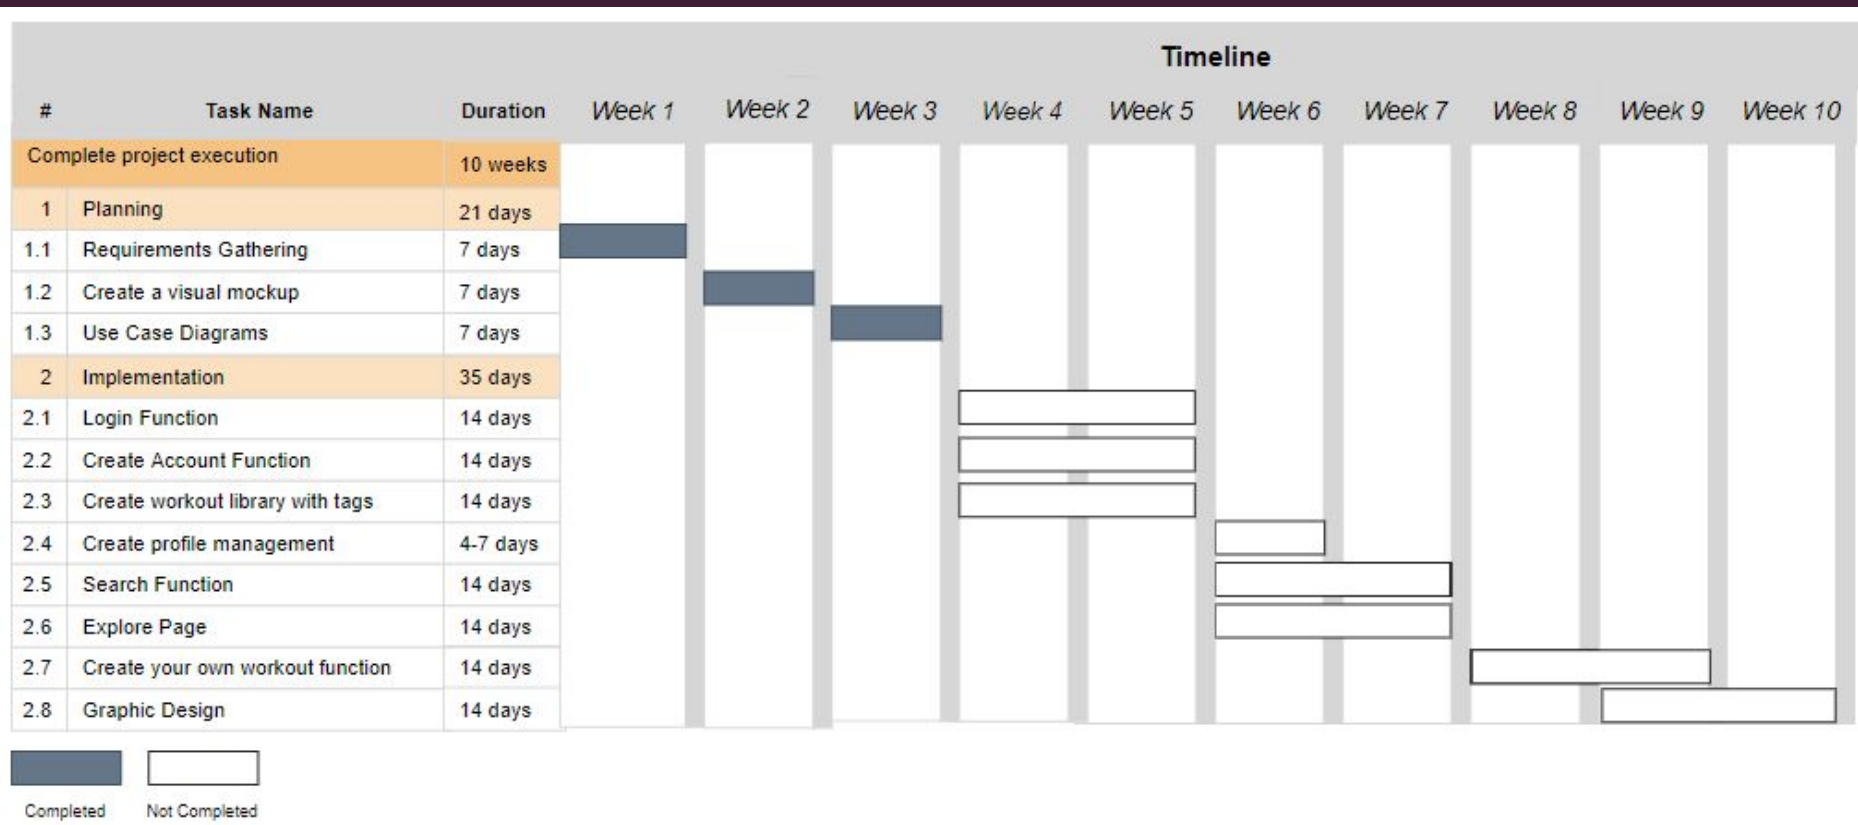 Timeline
# Task Name Duration Week 1 Week 2 Week 3 Week 4 Week 5 Week 6 Week 7 Week 8 Week 9 Week 10
Complete project execution 10 weeks
1 Planning 21 days
1.1 Requirements Gathering 7 days
1.2 Create a visual mockup 7 days
1.3 Use Case Diagrams 7 days
2 Implementation 35 days
2.1 Login Function 14 days
2.2 Create Account Function 14 days
2.3 Create workout library with tags 14 days
2.4 Create profile management 4-7 days
2.5 Search Function 14 days
2.6 Explore Page 14 days
2.7 Create your own workout function 14 days
2.8 Graphic Design 14 days
Completed Not Completed